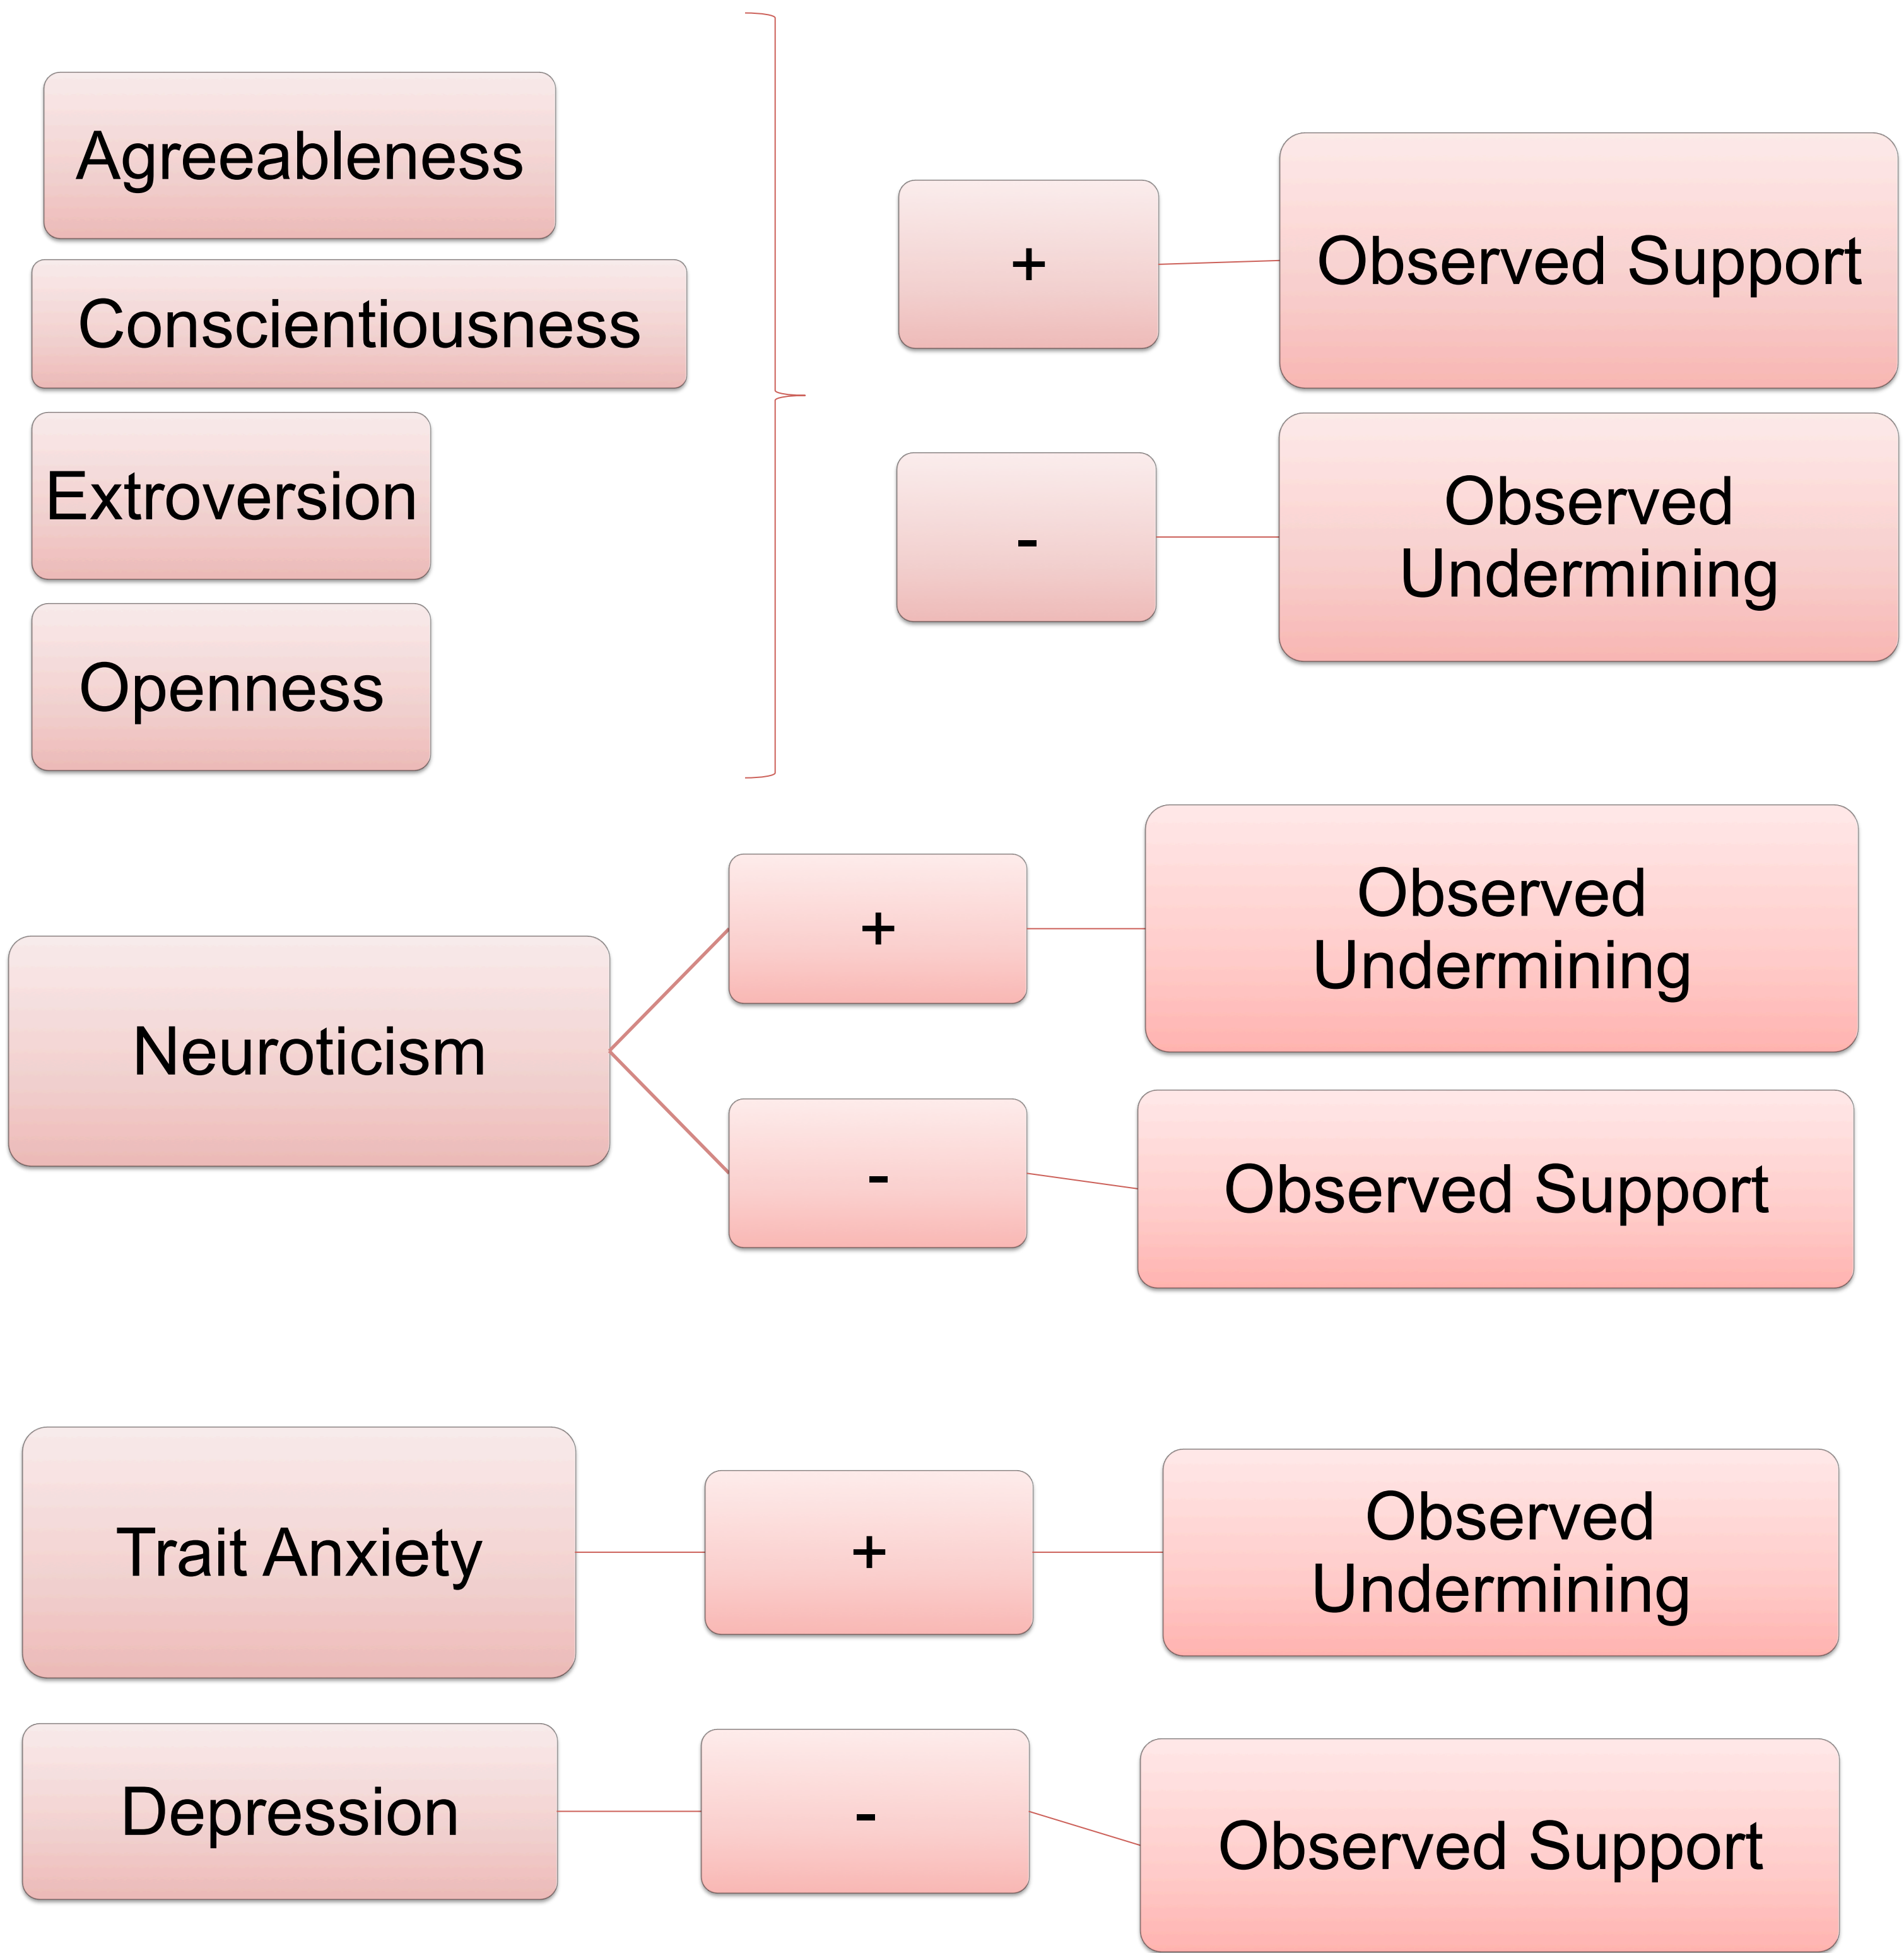 Agreeableness
Conscientiousness
Extroversion
Openness
+
Observed Support
-
Observed
Undermining
Neuroticism
+
Observed
Undermining
-
Observed Support
Trait Anxiety
+
Observed
Undermining
Depression
-
Observed Support